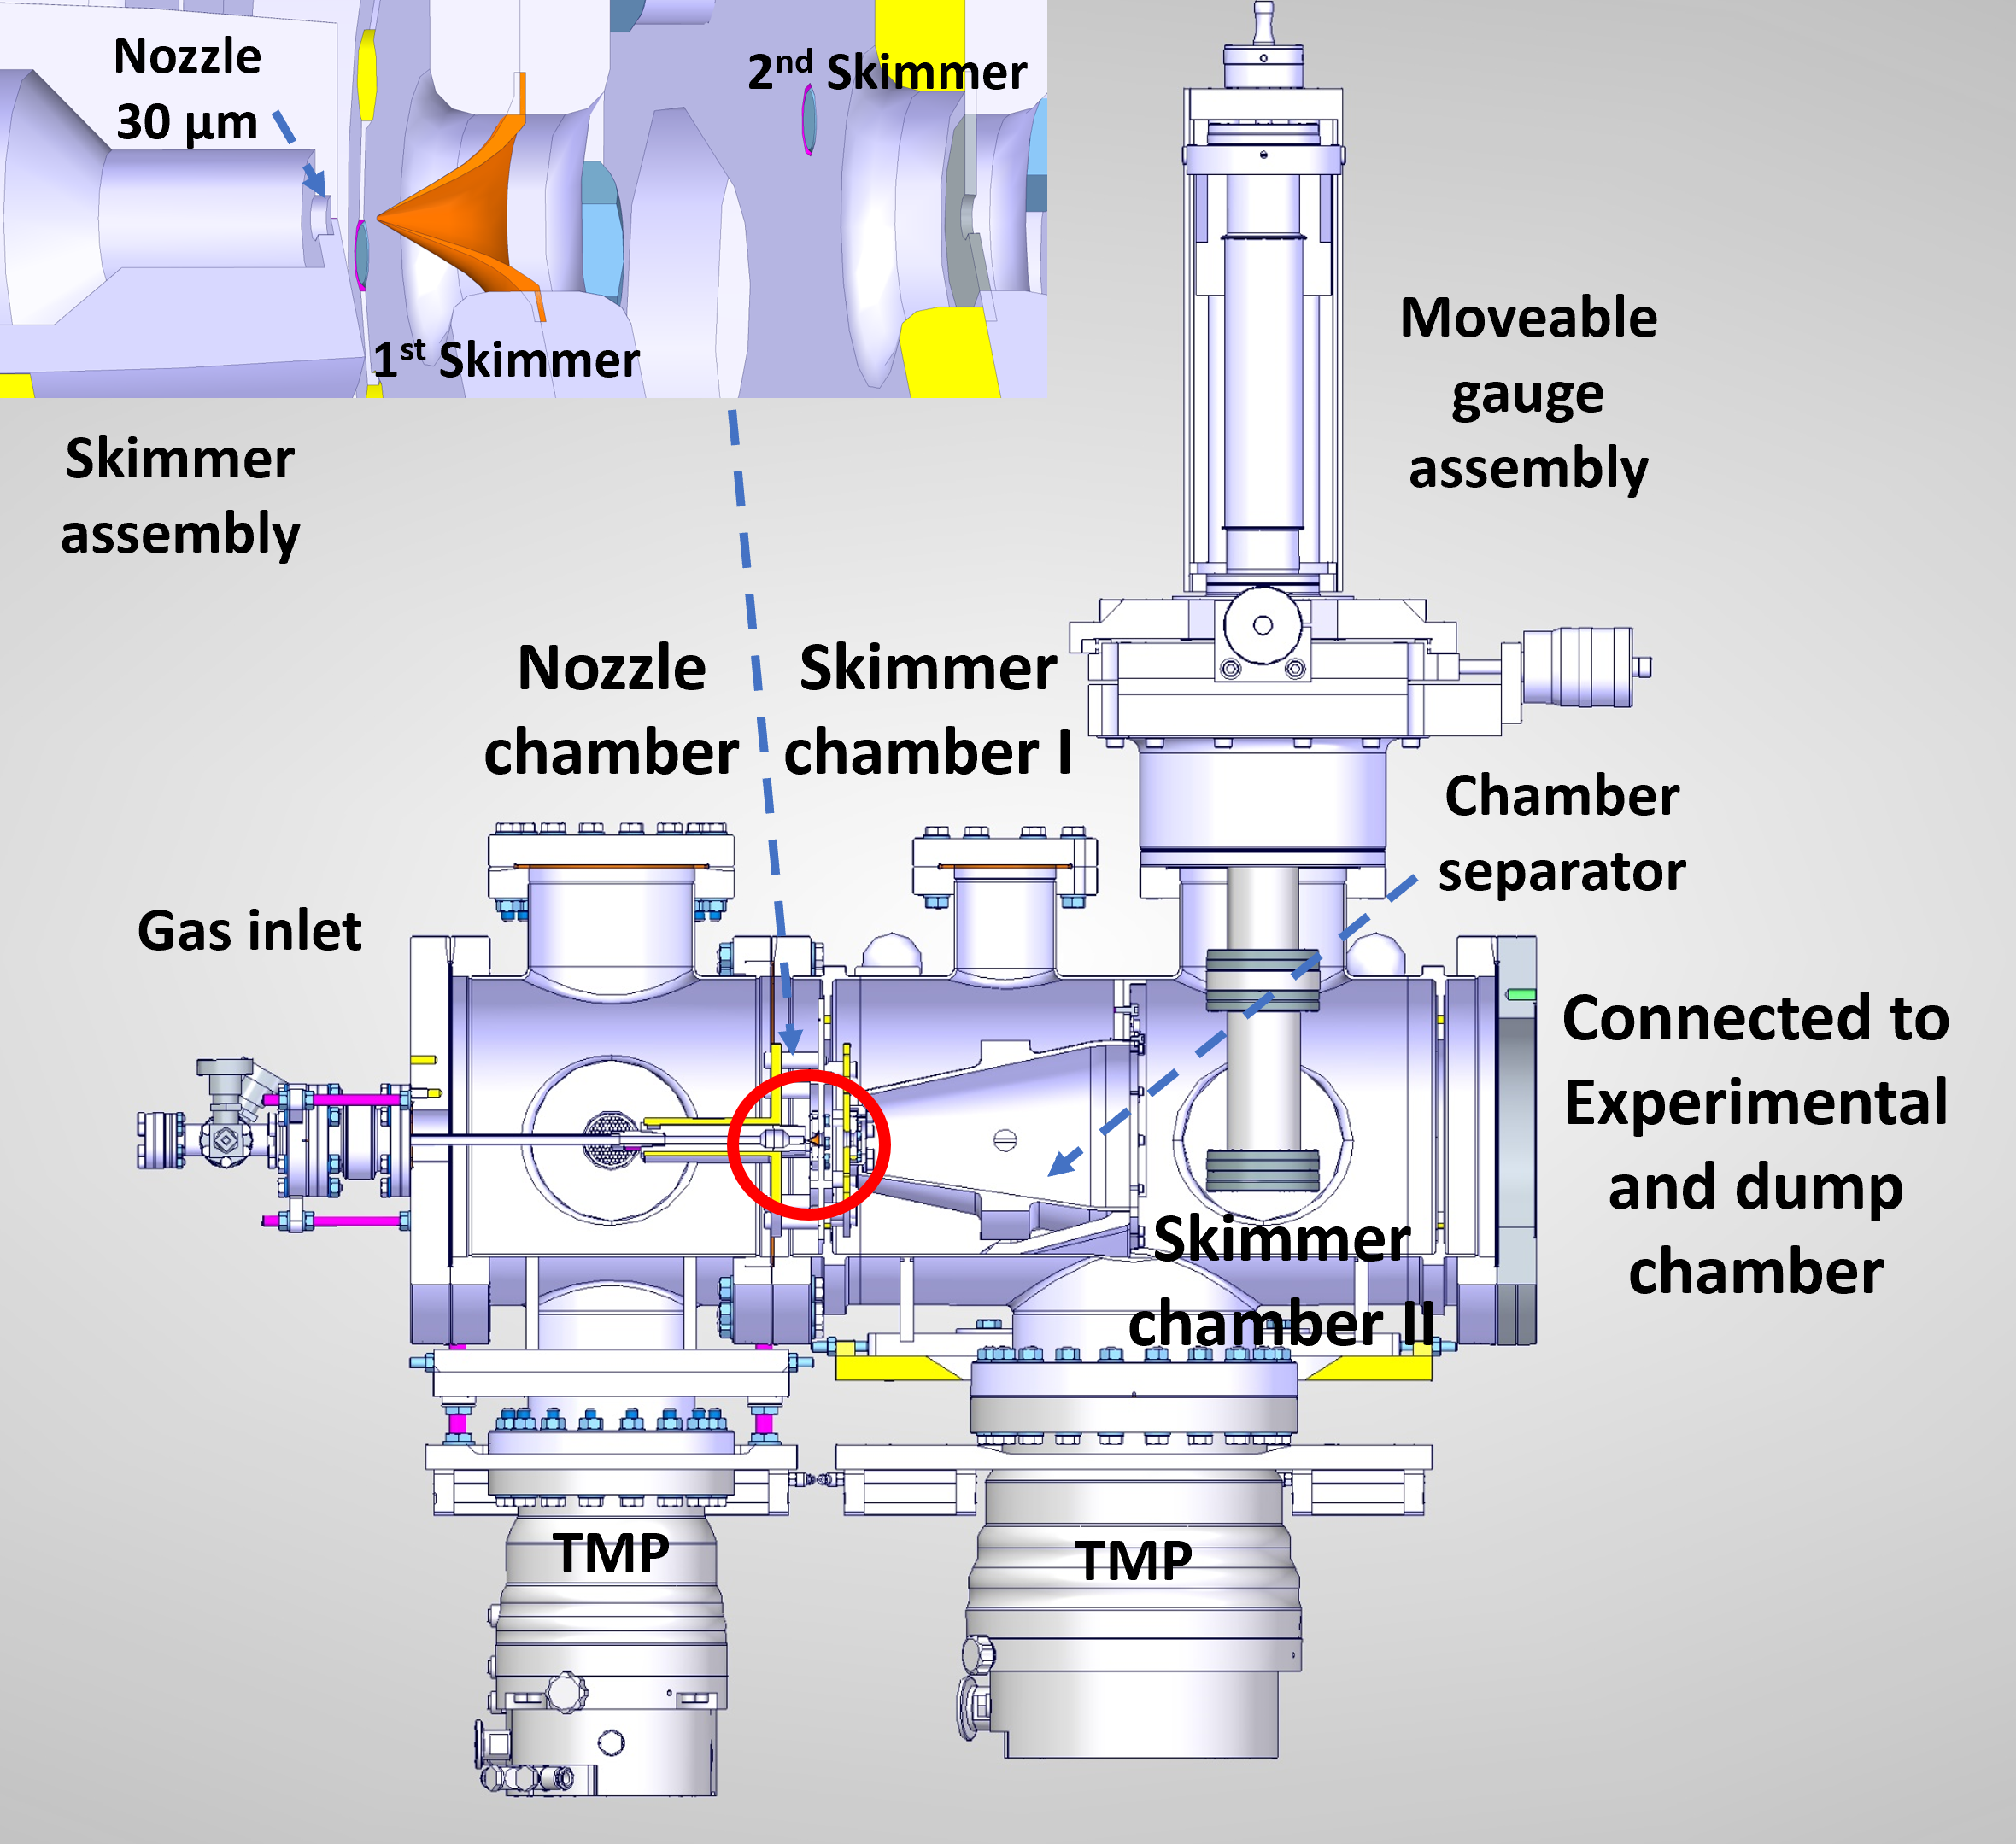 Nozzle
30 µm
2nd Skimmer
1st Skimmer
Skimmer
assembly
Moveable
gauge
assembly
Nozzle
chamber
Skimmer
chamber I
Chamber
separator
Gas inlet
Connected to
Experimental
and dump
chamber
Skimmer
chamber II
TMP
TMP